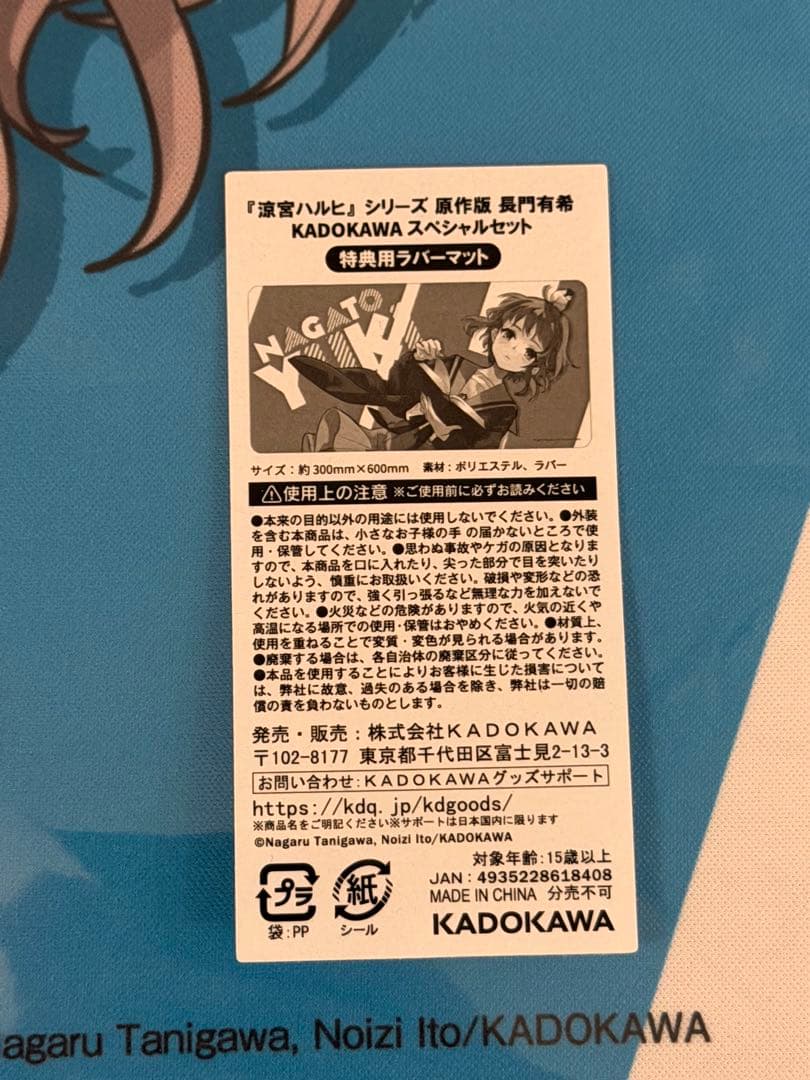 『涼宮ハルヒ』シリーズ 原作版 長門有希
KADOKAWA スペシャルセット
特典用ラバーマット
NAGATO
YUKI
サイズ：約300mm×600mm 素材：ポリエステル、ラバー
⚠使用上の注意 ※ご使用前に必ずお読みください
●本来の目的以外の用途には使用しないでください。●外装
を含む本商品は、小さなお子様の手 の届かないところで使
用・保管してください。●思わぬ事故やケガの原因となりま
すので、本商品を口に入れたり、尖った部分で目を突いたり
しないよう、慎重にお取扱いください。破損や変形などの恐
れがありますので、強く引っ張るなど無理な力を加えないで
ください。●火災などの危険がありますので、火気の近くや
高温になる場所での使用・保管はおやめください。●材質上、
使用を重ねることで変質・変色が見られる場合があります。
●廃棄する場合は、各自治体の廃棄区分に従ってください。
●本品を使用することによりお客様に生じた損害について
は、弊社に故意、過失のある場合を除き、弊社は一切の賠
償の責を負わないものとします。
発売・販売：株式会社KADOKAWA
〒102-8177 東京都千代田区富士見2-13-3
お問い合わせ：KADOKAWAグッズサポート
https://kdq.jp/kdgoods/
※商品名をご明記ください※サポートは日本国内に限ります
©Nagaru Tanigawa, Noizi Ito/KADOKAWA
対象年齢：15歳以上
JAN：4935228618408
MADE IN CHINA 分売不可
KADOKAWA
プラ
袋：PP
紙
シール
agaru Tanigawa, Noizi Ito/KADOKAWA